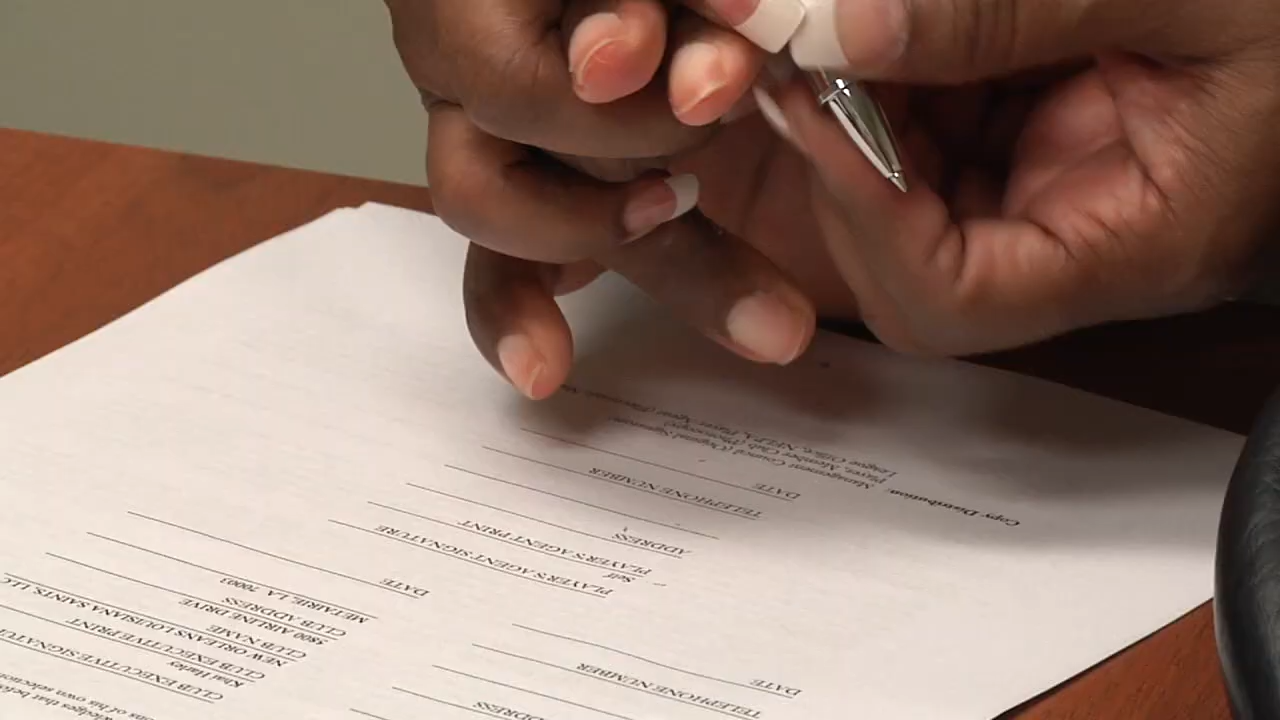 CLUB EXECUTIVE SIGNATURE
Khai Harley
CLUB EXECUTIVE PRINT
NEW ORLEANS LOUISIANA SAINTS LLC
CLUB NAME
5800 AIRLINE DRIVE
CLUB ADDRESS
METAIRIE, LA 70003
DATE
ADDRESS
TELEPHONE NUMBER
DATE
PLAYER'S AGENT SIGNATURE
Self
PLAYER'S AGENT PRINT
ADDRESS
TELEPHONE NUMBER
DATE
Copy Distribution:
Management Council (Original Signature)
Player, Member Club (Photocopy)
League Office, NFLPA, Player Agent